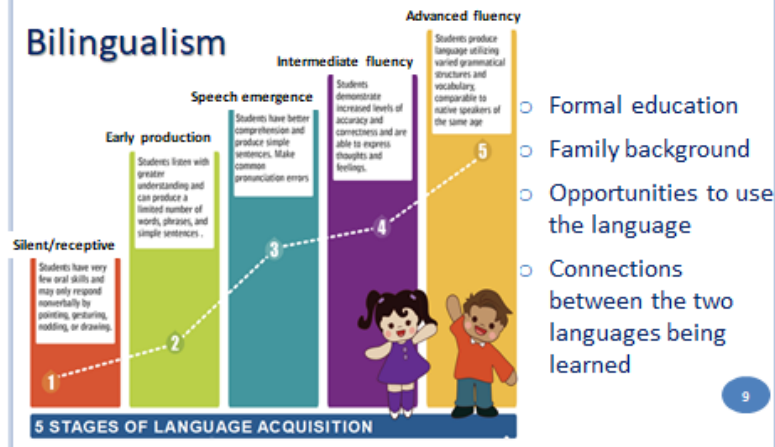 Bilingualism
Silent/receptive
Students have very
few oral skills and
may only respond
nonverbally by
pointing, gesturing,
nodding, or drawing.
1
Early production
Students listen with
greater
understanding and
can produce a
limited number of
words, phrases, and
simple sentences .
2
Speech emergence
Students have better
comprehension and
produce simple
sentences. Make
common
pronunciation errors
3
Intermediate fluency
Students
demonstrate
increased levels of
accuracy and
correctness and are
able to express
thoughts and
feelings.
4
Advanced fluency
Students produce
language utilizing
varied grammatical
structures and
vocabulary,
comparable to
native speakers of
the same age
5
5 STAGES OF LANGUAGE ACQUISITION
Formal education
Family background
Opportunities to use
the language
Connections
between the two
languages being
learned
9